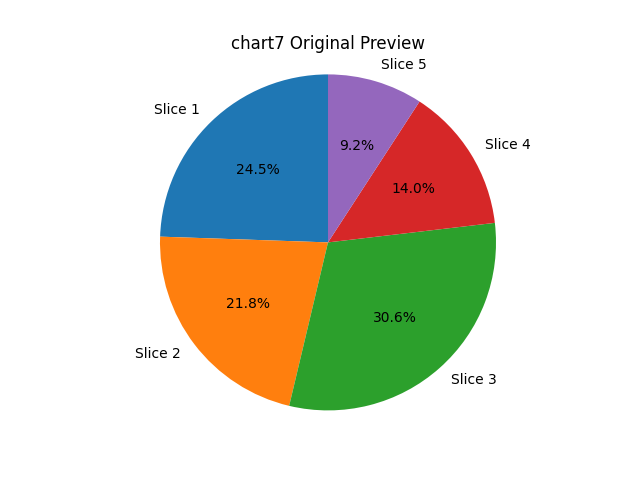 chart7 Original Preview
Slice 5
Slice 1
Slice 4
9.2%
24.5%
14.0%
21.8%
30.6%
Slice 2
Slice 3